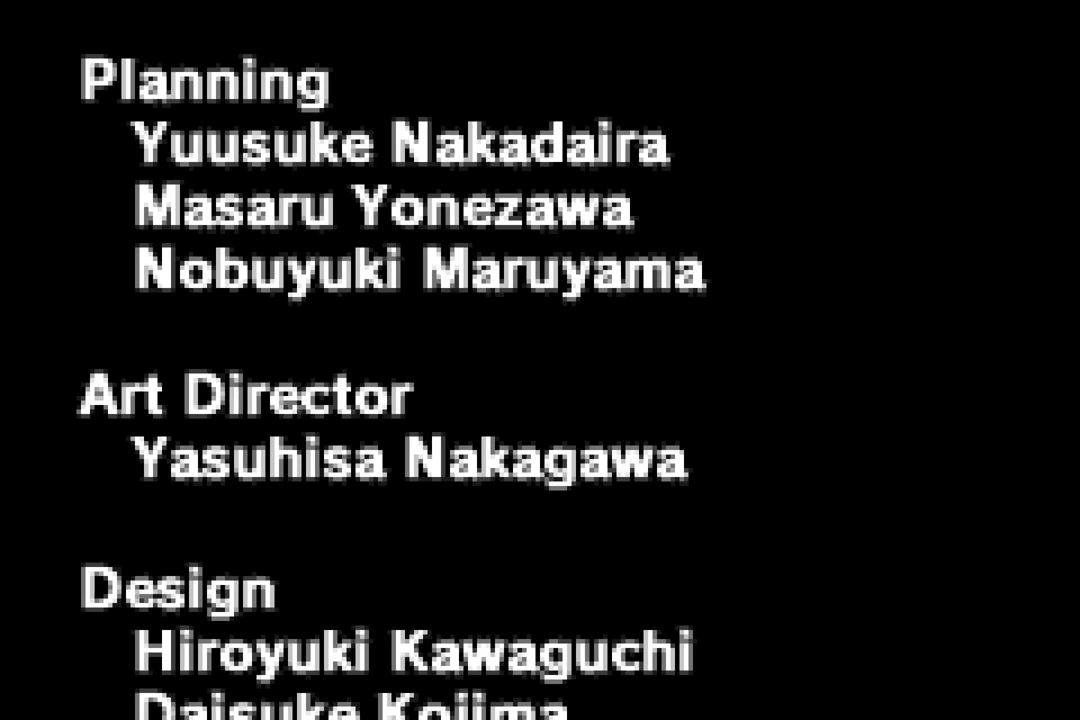 Planning
Yuusuke Nakadaira
Masaru Yonezawa
Nobuyuki Maruyama
Art Director
Yasuhisa Nakagawa
Design
Hiroyuki Kawaguchi
Daisuke Kojima